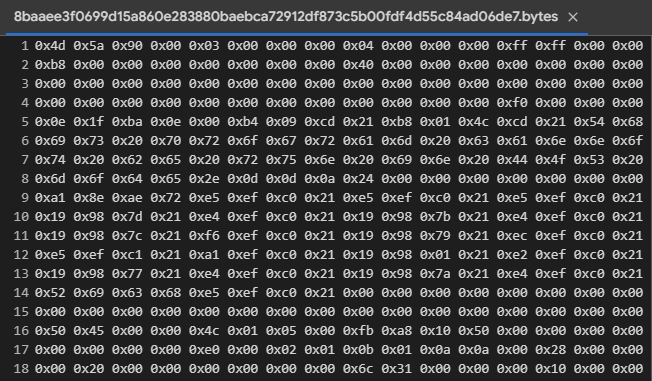 8baaee3f0699d15a860e283880baebca72912df873c5b00fdf4d55c84ad06de7.bytes ×
1 0x4d 0x5a 0x90 0x00 0x03 0x00 0x00 0x00 0x04 0x00 0x00 0x00 0xff 0xff 0x00 0x00
2 0xb8 0x00 0x00 0x00 0x00 0x00 0x00 0x00 0x40 0x00 0x00 0x00 0x00 0x00 0x00 0x00
3 0x00 0x00 0x00 0x00 0x00 0x00 0x00 0x00 0x00 0x00 0x00 0x00 0x00 0x00 0x00 0x00
4 0x00 0x00 0x00 0x00 0x00 0x00 0x00 0x00 0x00 0x00 0x00 0x00 0xf0 0x00 0x00 0x00
5 0x0e 0x1f 0xba 0x0e 0x00 0xb4 0x09 0xcd 0x21 0xb8 0x01 0x4c 0xcd 0x21 0x54 0x68
6 0x69 0x73 0x20 0x70 0x72 0x6f 0x67 0x72 0x61 0x6d 0x20 0x63 0x61 0x6e 0x6e 0x6f
7 0x74 0x20 0x62 0x65 0x20 0x72 0x75 0x6e 0x20 0x69 0x6e 0x20 0x44 0x4f 0x53 0x20
8 0x6d 0x6f 0x64 0x65 0x2e 0x0d 0x0d 0x0a 0x24 0x00 0x00 0x00 0x00 0x00 0x00 0x00
9 0xa1 0x8e 0xae 0x72 0xe5 0xef 0xc0 0x21 0xe5 0xef 0xc0 0x21 0xe5 0xef 0xc0 0x21
10 0x19 0x98 0x7d 0x21 0xe4 0xef 0xc0 0x21 0x19 0x98 0x7b 0x21 0xe4 0xef 0xc0 0x21
11 0x19 0x98 0x7c 0x21 0xf6 0xef 0xc0 0x21 0x19 0x98 0x79 0x21 0xec 0xef 0xc0 0x21
12 0xe5 0xef 0xc1 0x21 0xa1 0xef 0xc0 0x21 0x19 0x98 0x01 0x21 0xe2 0xef 0xc0 0x21
13 0x19 0x98 0x77 0x21 0xe4 0xef 0xc0 0x21 0x19 0x98 0x7a 0x21 0xe4 0xef 0xc0 0x21
14 0x52 0x69 0x63 0x68 0xe5 0xef 0xc0 0x21 0x00 0x00 0x00 0x00 0x00 0x00 0x00 0x00
15 0x00 0x00 0x00 0x00 0x00 0x00 0x00 0x00 0x00 0x00 0x00 0x00 0x00 0x00 0x00 0x00
16 0x50 0x45 0x00 0x00 0x4c 0x01 0x05 0x00 0xfb 0xa8 0x10 0x50 0x00 0x00 0x00 0x00
17 0x00 0x00 0x00 0x00 0xe0 0x00 0x02 0x01 0x0b 0x01 0x0a 0x0a 0x00 0x28 0x00 0x00
18 0x00 0x20 0x00 0x00 0x00 0x00 0x00 0x00 0x6c 0x31 0x00 0x00 0x00 0x10 0x00 0x00